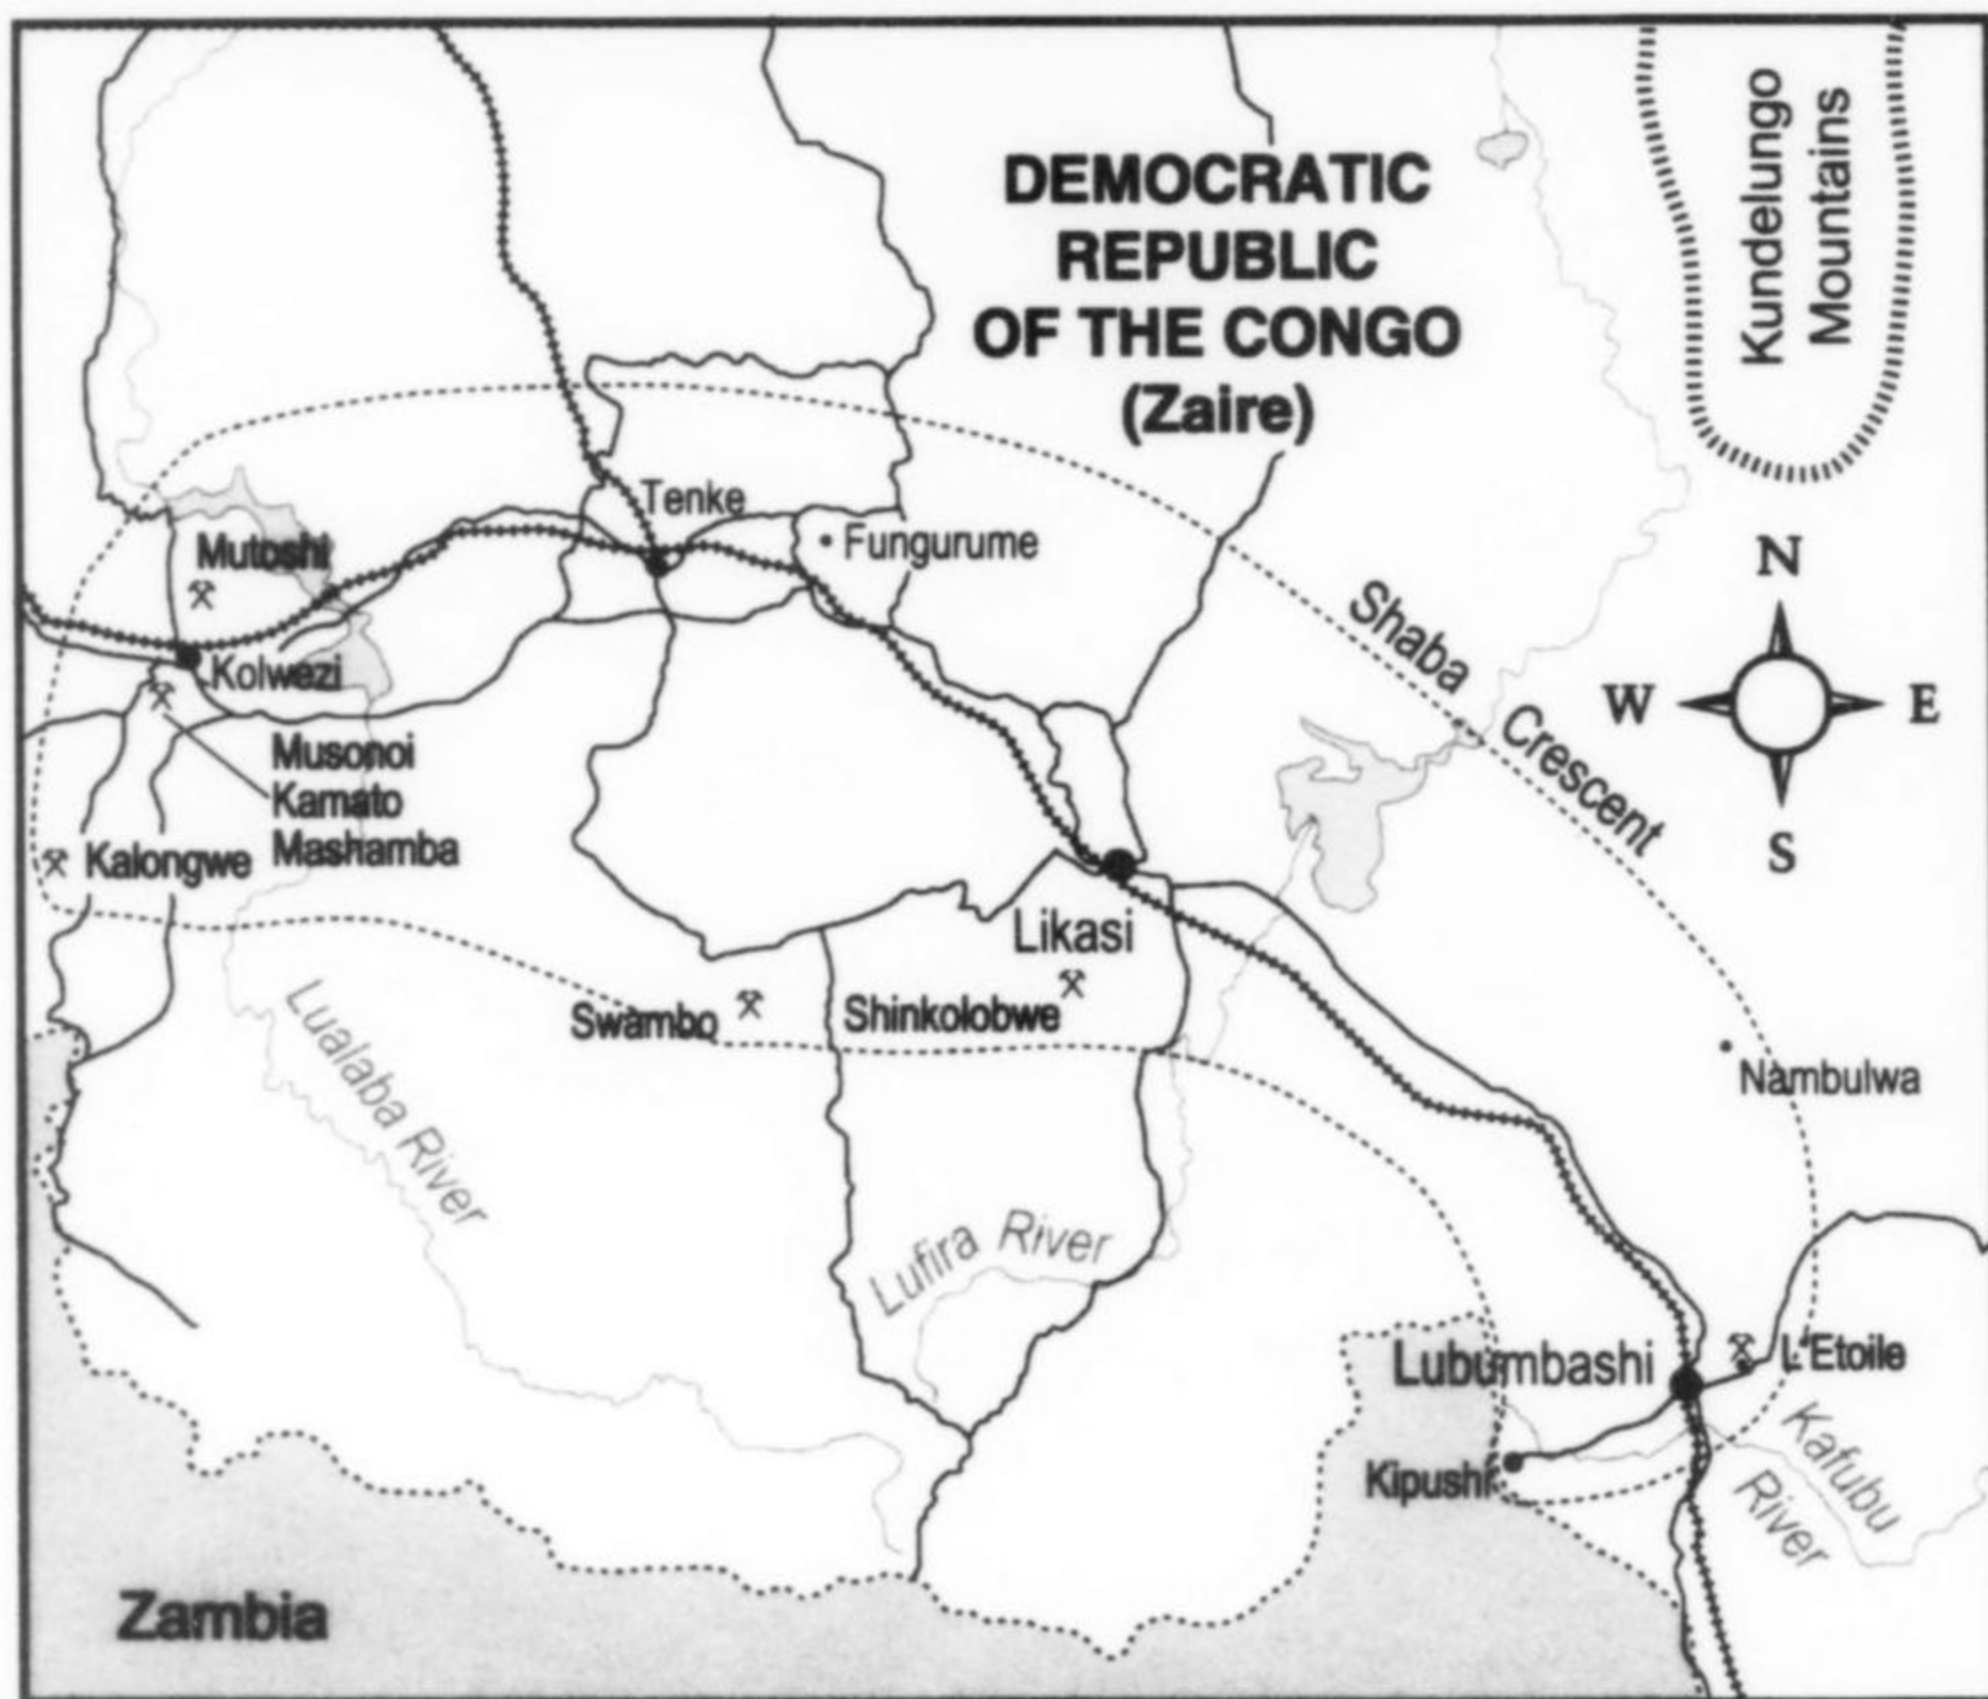 Kundelungo
Mountains
DEMOCRATIC
REPUBLIC
OF THE CONGO
(Zaire)
Tenke
Fungurume
Mutoshi
N
W
E
S
Shaba Crescent
Kolwezi
Musonoi
Kamato
Mashamba
Kalongwe
Likasi
Swambo
Shinkolobwe
Lualaba River
Nambulwa
Lufira River
Lubumbashi
L'Etoile
Kipushi
Kafubu
River
Zambia